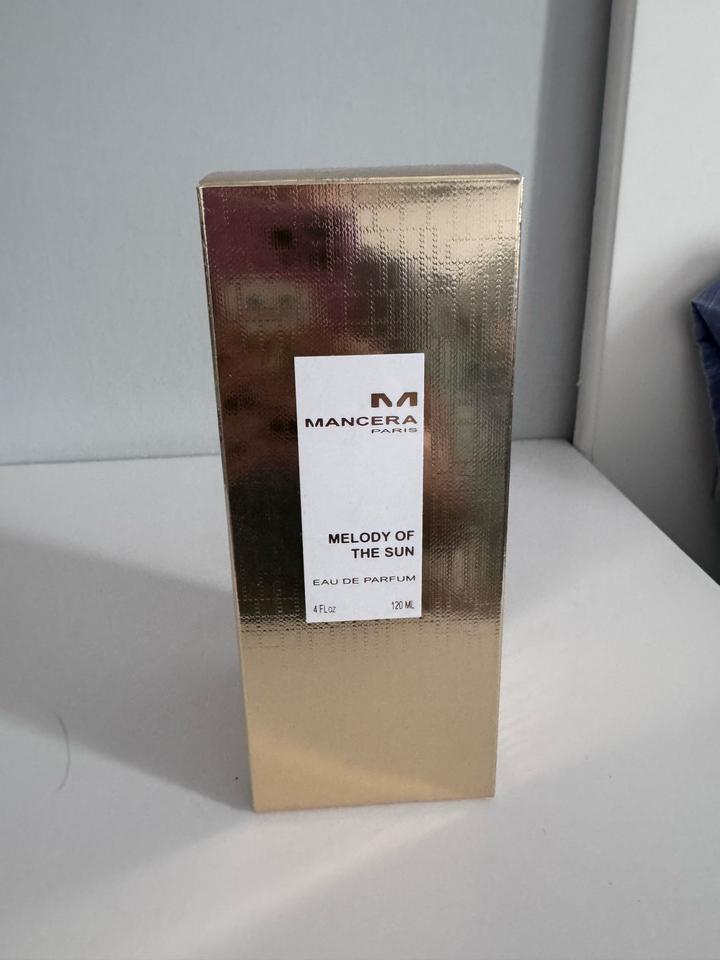 M
MANCERA
PARIS
MELODY OF
THE SUN
EAU DE PARFUM
4 FL oz 120 ML